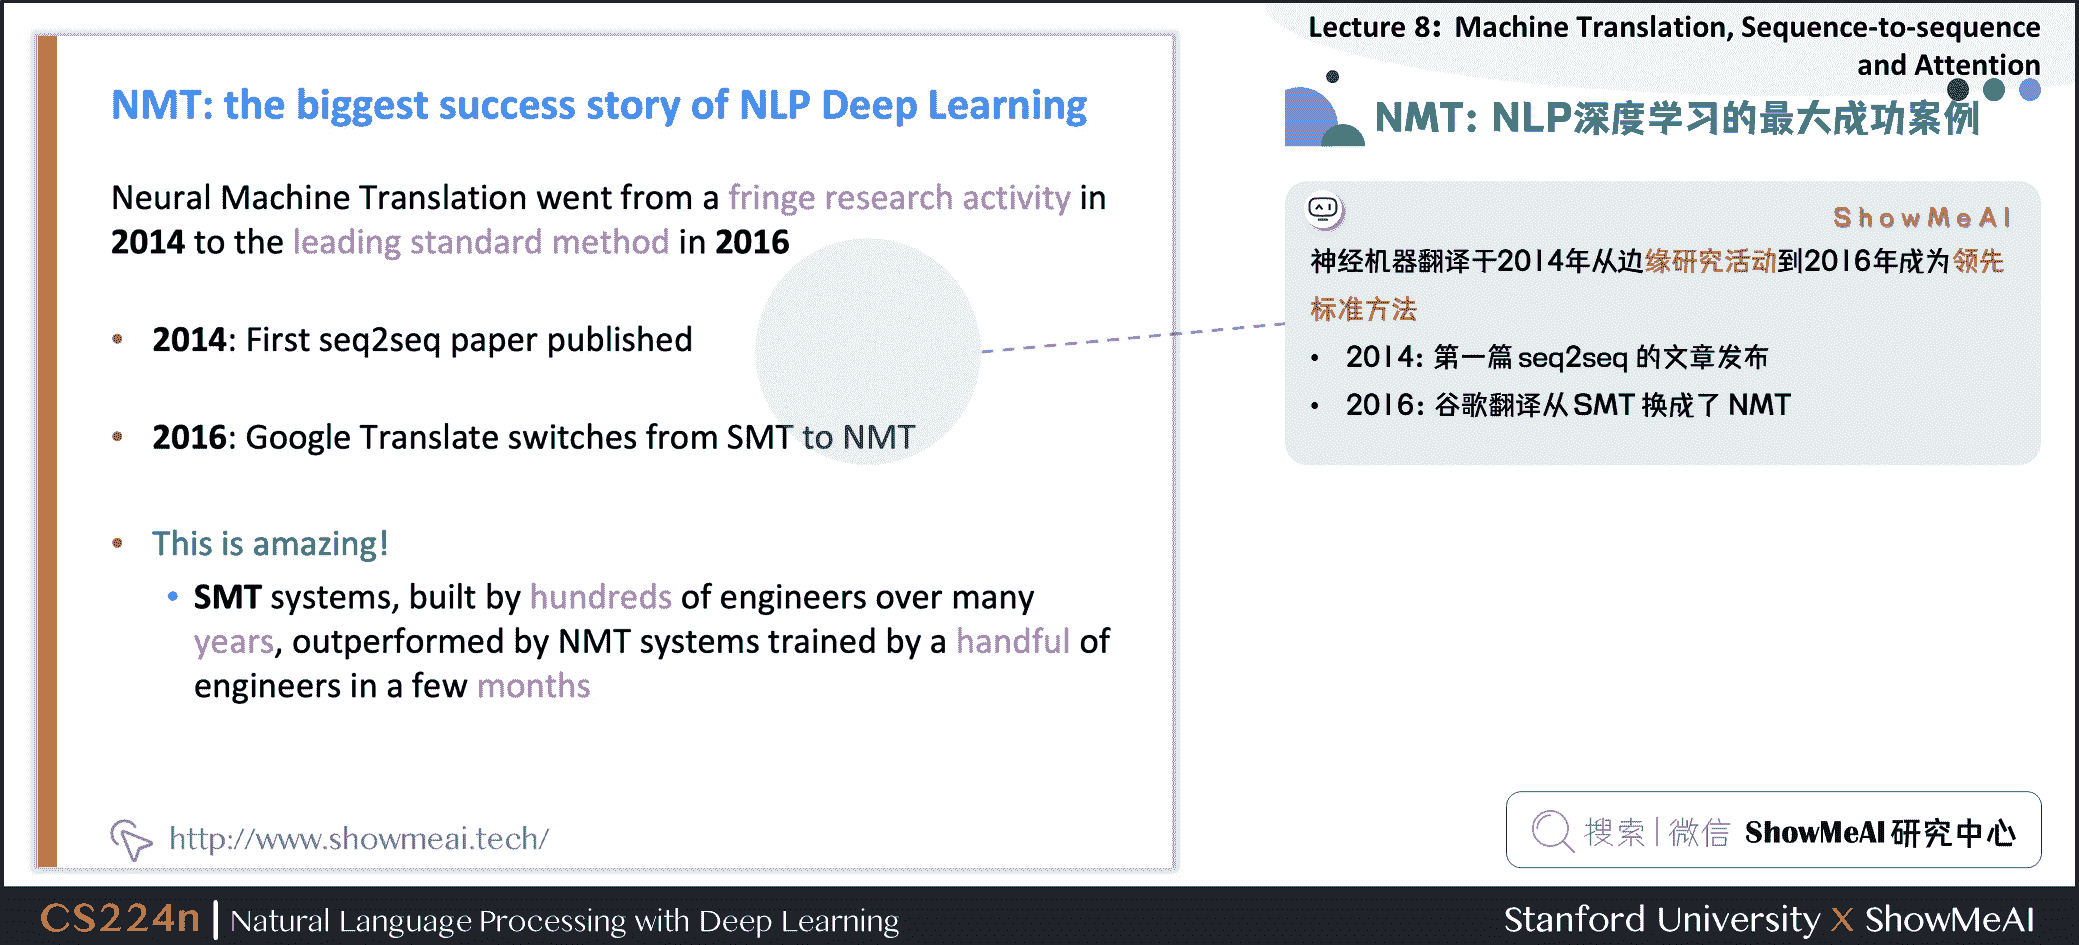 Lecture 8: Machine Translation, Sequence-to-sequence
and Attention
NMT: the biggest success story of NLP Deep Learning
Neural Machine Translation went from a fringe research activity in
2014 to the leading standard method in 2016
• 2014: First seq2seq paper published
• 2016: Google Translate switches from SMT to NMT
• This is amazing!
• SMT systems, built by hundreds of engineers over many
years, outperformed by NMT systems trained by a handful of
engineers in a few months
http://www.showmeai.tech/
NMT: NLP深度学习的最大成功案例
ShowMeAI
神经机器翻译于2014年从边缘研究活动到2016年成为领先
标准方法
• 2014: 第一篇 seq2seq 的文章发布
• 2016: 谷歌翻译从 SMT 换成了 NMT
搜索 | 微信 ShowMeAI 研究中心
CS224n | Natural Language Processing with Deep Learning
Stanford University X ShowMeAI